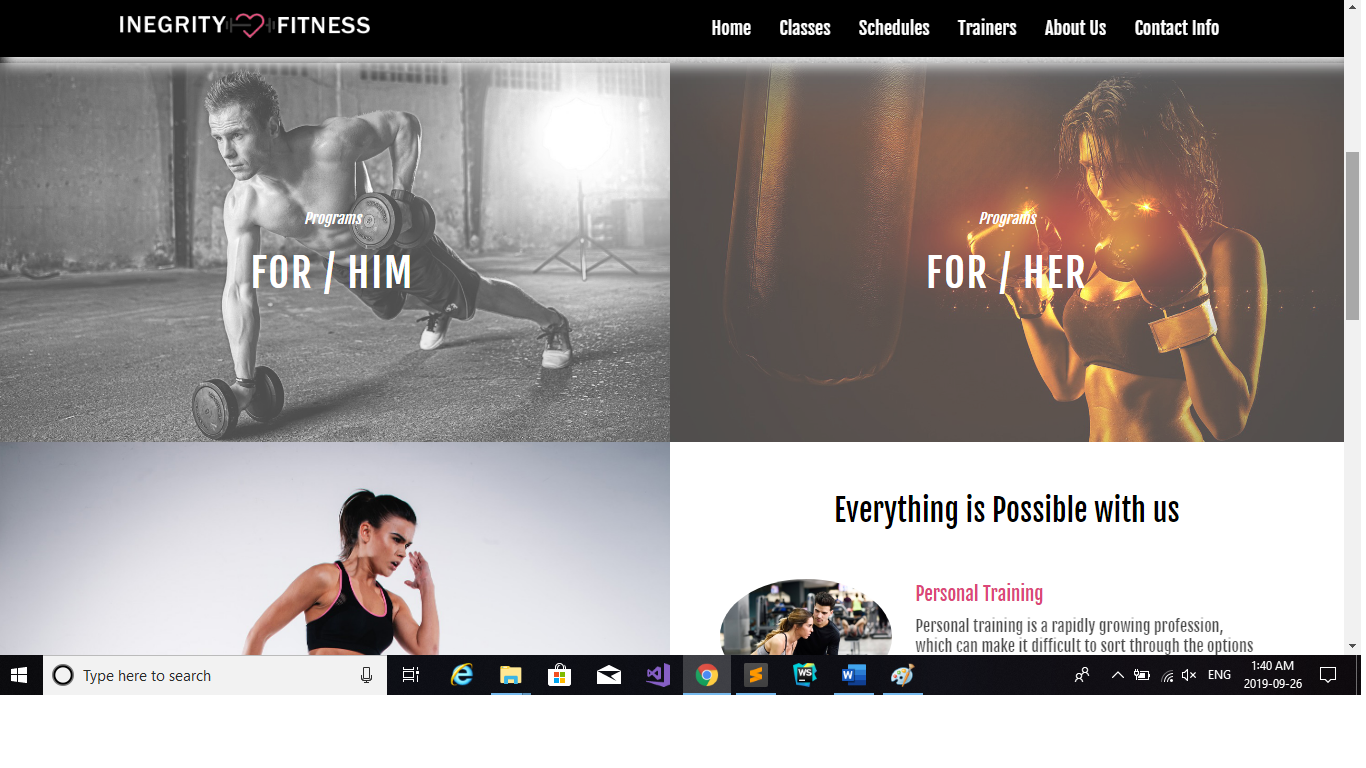 INEGRITY FITNESS
Home Classes Schedules Trainers About Us Contact Info
Programs
FOR / HIM
Programs
FOR / HER
Everything is Possible with us
Personal Training
Personal training is a rapidly growing profession,
which can make it difficult to sort through the options
Type here to search
WS
W
ENG
1:40 AM
2019-09-26